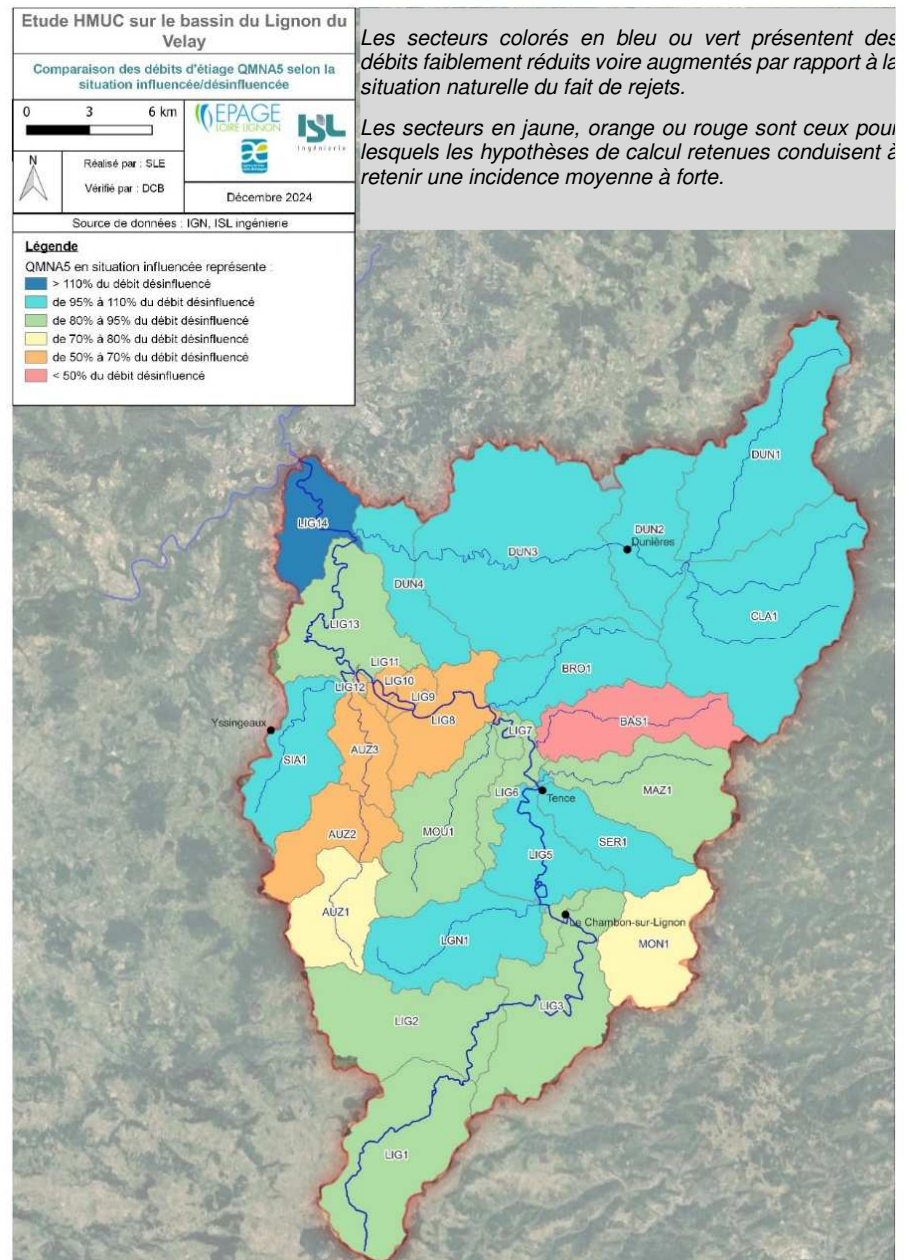 Etude HMUC sur le bassin du Lignon du
Velay
Comparaison des débits d'étiage QMNA5 selon la
situation influencée/désinfluencée
0 3 6 km
N
Réalisé par : SLE
Vérifié par : DCB
EPAGE
LOIRE LIGNON
ISL
Ingénierie
Décembre 2024
Source de données : IGN, ISL ingénierie
Légende
QMNA5 en situation influencée représente :
> 110% du débit désinfluencé
de 95% à 110% du débit désinfluencé
de 80% à 95% du débit désinfluencé
de 70% à 80% du débit désinfluencé
de 50% à 70% du débit désinfluencé
< 50% du débit désinfluencé
Les secteurs colorés en bleu ou vert présentent des
débits faiblement réduits voire augmentés par rapport à la
situation naturelle du fait de rejets.
Les secteurs en jaune, orange ou rouge sont ceux pour
lesquels les hypothèses de calcul retenues conduisent à
retenir une incidence moyenne à forte.
DUN1
LIG14
DUN2
Dunières
DUN3
DUN4
CLA1
LIG13
LIG11
BRO1
LIG10
LIG12
LIG9
LIG8
BAS1
Yssingeaux
LIG7
AUZ3
SIA1
LIG6
MAZ1
Tence
MOU1
AUZ2
SER1
LIG5
AUZ1
Le Chambon-sur-Lignon
LGN1
MON1
LIG3
LIG2
LIG1